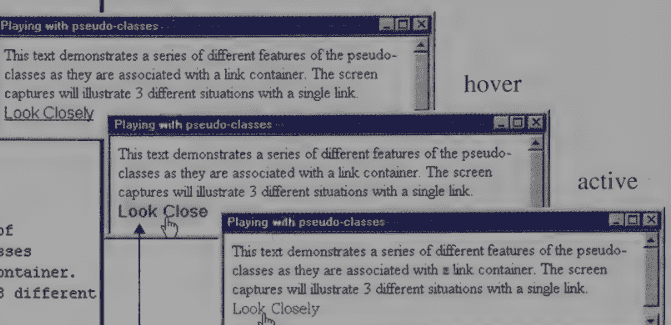 Playing with pseudo-classes
This text demonstrates a series of different features of the pseudo-
classes as they are associated with a link container. The screen
captures will illustrate 3 different situations with a single link.
Look Closely
hover
Playing with pseudo-classes
This text demonstrates a series of different features of the pseudo-
classes as they are associated with a link container. The screen
captures will illustrate 3 different situations with a single link.
Look Close
active
Playing with pseudo-classes
This text demonstrates a series of different features of the pseudo-
classes as they are associated with a link container. The screen
captures will illustrate 3 different situations with a single link.
Look Closely
of
sses
ontainer.
3 different